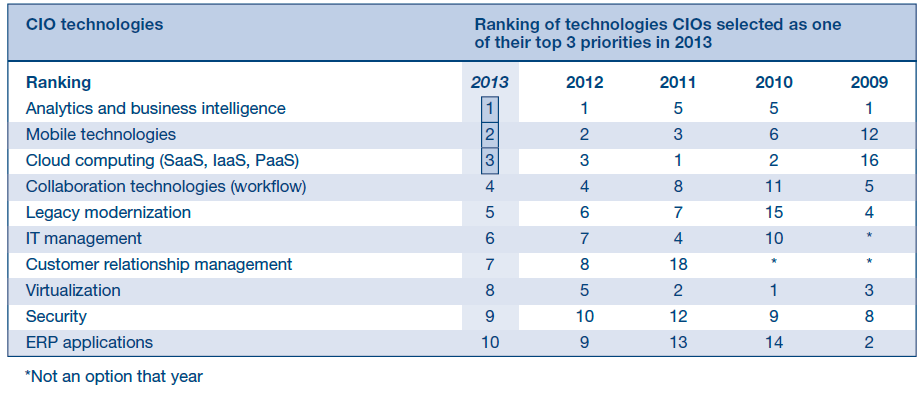 CIO technologies Ranking of technologies CIOs selected as one
of their top 3 priorities in 2013
Ranking 2013 2012 2011 2010 2009
Analytics and business intelligence 1 1 5 5 1
Mobile technologies 2 2 3 6 12
Cloud computing (SaaS, IaaS, PaaS) 3 3 1 2 16
Collaboration technologies (workflow) 4 4 8 11 5
Legacy modernization 5 6 7 15 4
IT management 6 7 4 10 *
Customer relationship management 7 8 18 * *
Virtualization 8 5 2 1 3
Security 9 10 12 9 8
ERP applications 10 9 13 14 2
*Not an option that year